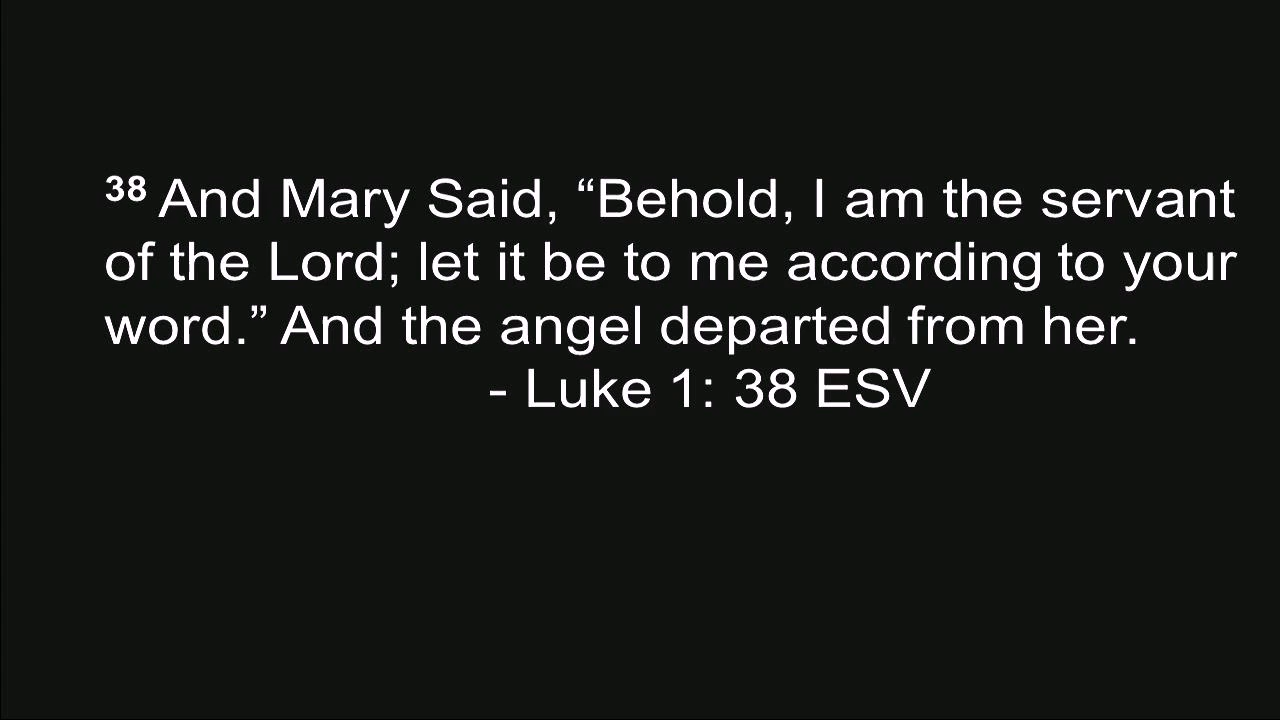 38 And Mary Said, “Behold, I am the servant
of the Lord; let it be to me according to your
word.” And the angel departed from her.
- Luke 1: 38 ESV